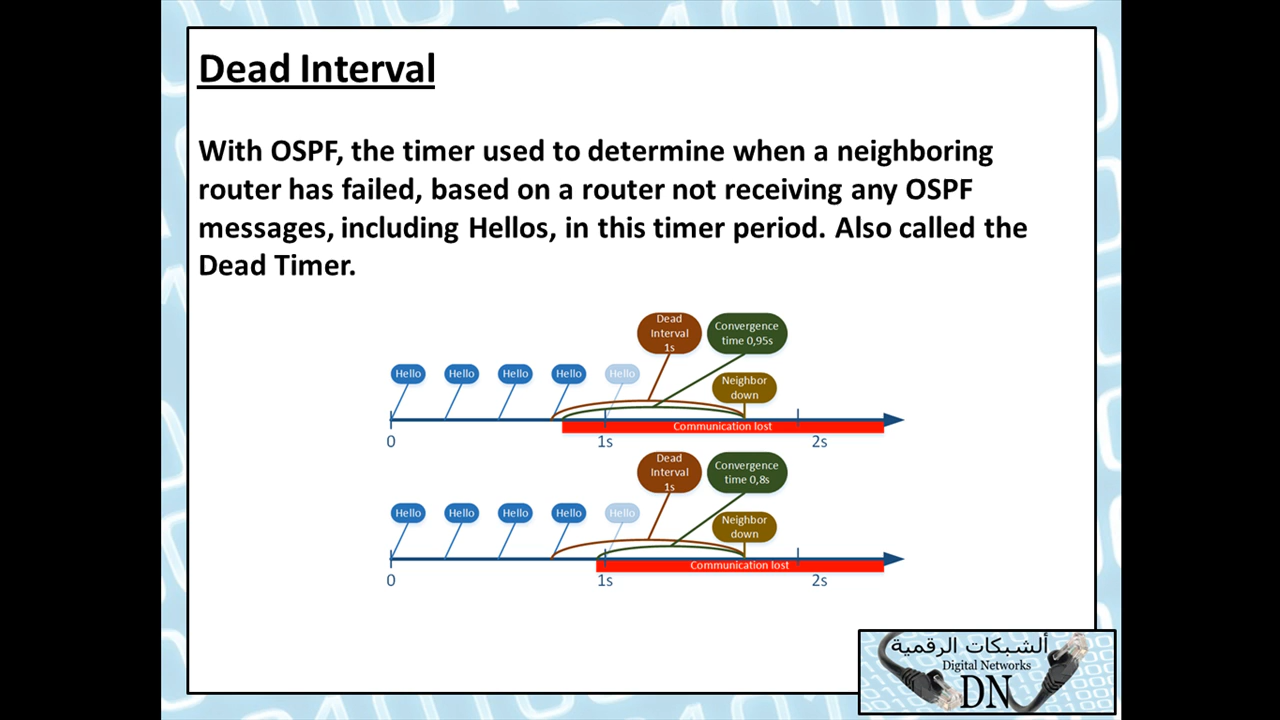 Dead Interval
With OSPF, the timer used to determine when a neighboring
router has failed, based on a router not receiving any OSPF
messages, including Hellos, in this timer period. Also called the
Dead Timer.
Dead
Interval
1s
Convergence
time 0,95s
Hello Hello Hello Hello Hello
Neighbor
down
Communication lost
0 1s 2s
Dead
Interval
1s
Convergence
time 0,8s
Hello Hello Hello Hello Hello
Neighbor
down
Communication lost
0 1s 2s
ألشبكات الرقمية
Digital Networks
DN